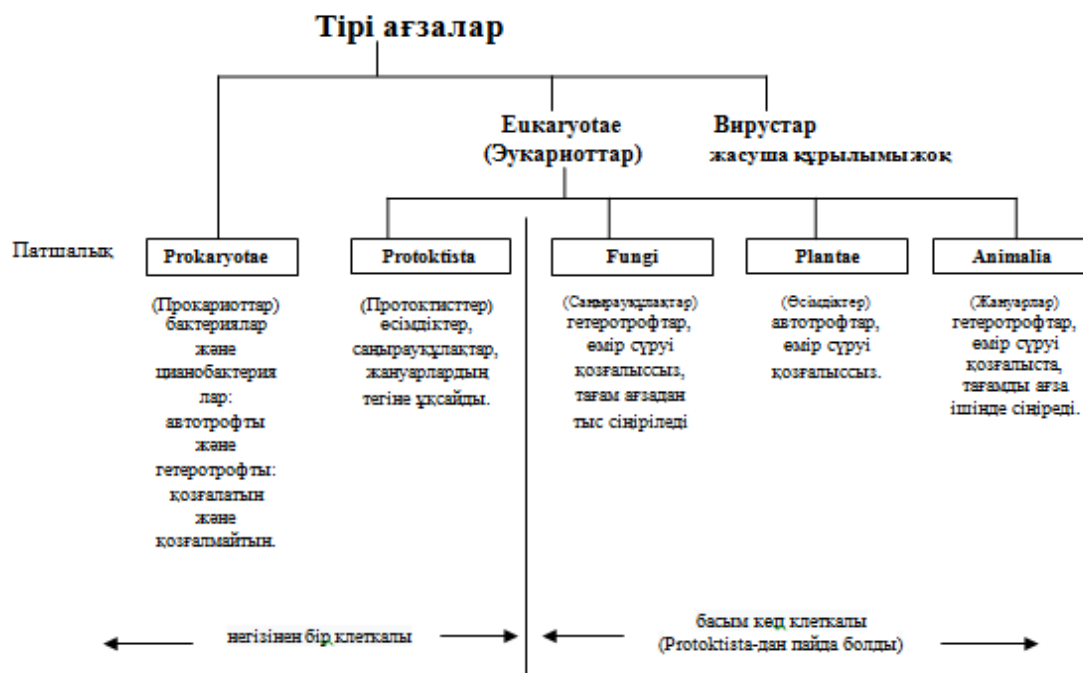 Тірі ағзалар
Euкaryotae
(Эукариоттар)
Вирустар
жасуша құрылымы жоқ
Патшалық
Prokaryotae
(Прокариоттар)
бактериялар
және
цианобактерия
лар:
автотрофты
және
гетеротрофты:
қозғалатын
және
қозғалмайтын.
Protoktista
(Протоктисттер)
өсімдіктер,
саңырауқұлақтар,
жануарлардың
тегіне ұқсайды.
Fungi
(Саңырауқұлақтар)
гетеротрофтар,
өмір сүруі
қозғалыссыз,
тағам ағзадан
тыс сіңіріледі
Plantae
(Өсімдіктер)
автотрофтар,
өмір сүруі
қозғалыссыз.
Animalia
(Жануарлар)
гетеротрофтар,
өмір сүруі
қозғалыста,
тағамды ағза
ішінде сіңіреді.
негізінен бір клеткалы
басым көп клеткалы
(Protoktista-дан пайда болды)